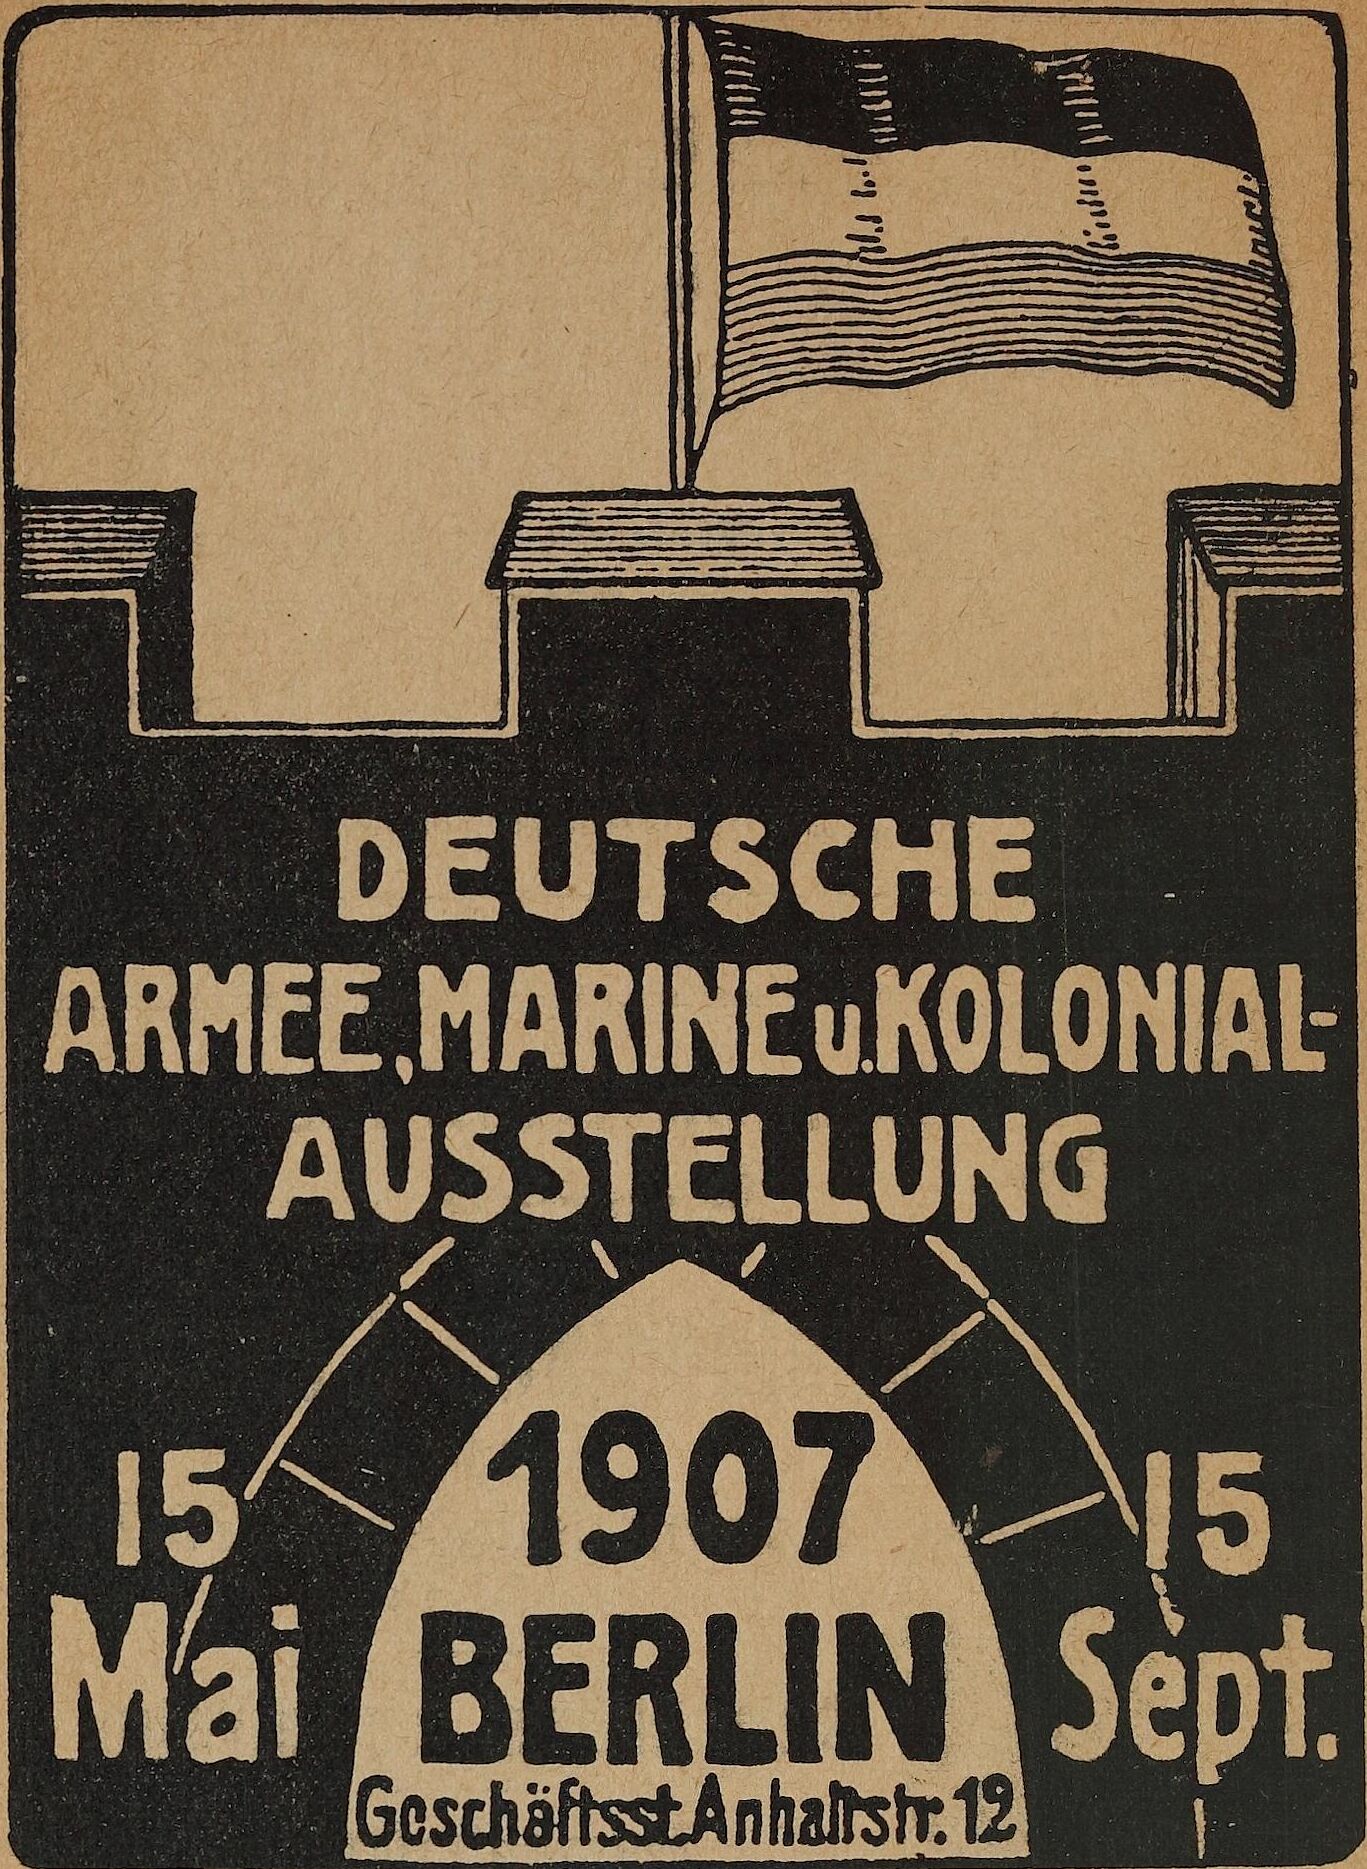 DEUTSCHE
ARMEE, MARINE u. KOLONIAL-
AUSSTELLUNG
15 Mai
1907
15 Sept.
BERLIN
Geschäftsst. Anhaltstr. 12